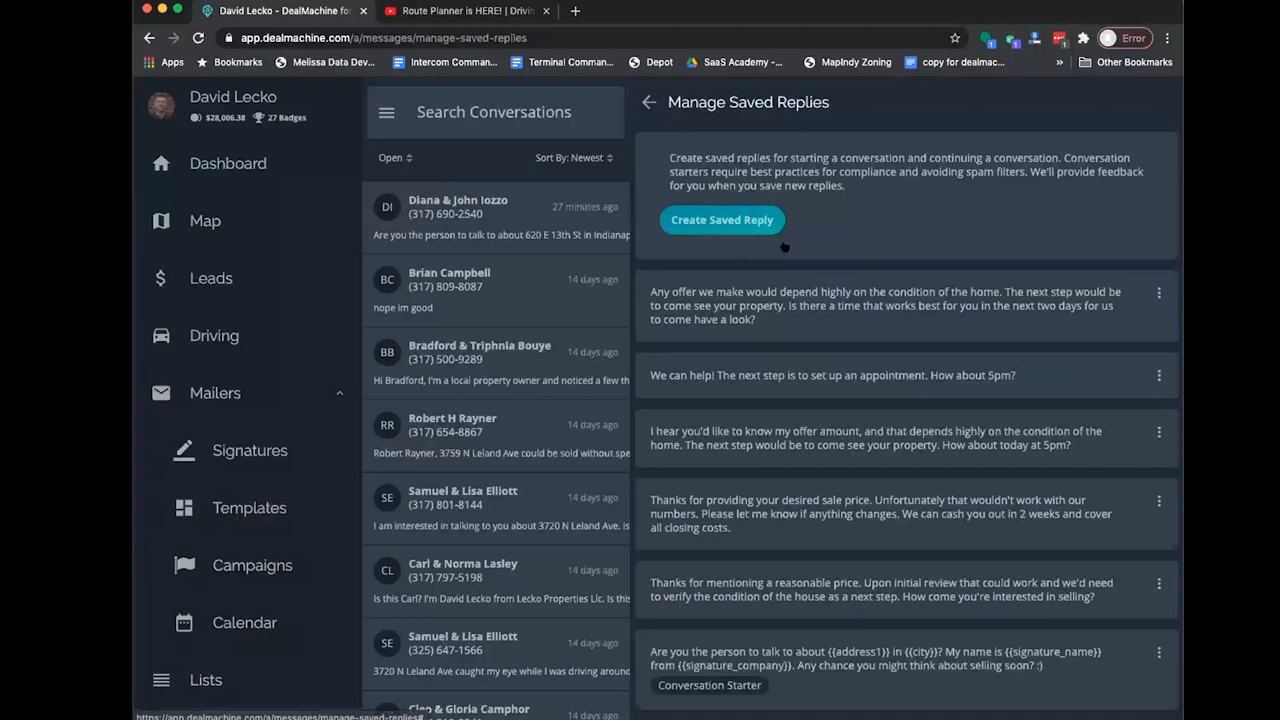 David Lecko - DealMachine for
Route Planner is HERE! | Drivin
app.dealmachine.com/a/messages/manage-saved-replies
Error
Apps
Bookmarks
Melissa Data Dev...
Intercom Comman...
Terminal Comman...
Depot
SaaS Academy -...
MapIndy Zoning
copy for dealmac...
»
Other Bookmarks
David Lecko
$28,006.38
27 Badges
Dashboard
Map
Leads
Driving
Mailers
Signatures
Templates
Campaigns
Calendar
Lists
Search Conversations
Open
Sort By: Newest
DI
Diana & John Iozzo
27 minutes ago
(317) 690-2540
Are you the person to talk to about 620 E 13th St in Indianap
BC
Brian Campbell
14 days ago
(317) 809-8087
nope im good
BB
Bradford & Triphnia Bouye
14 days ago
(317) 500-9289
Hi Bradford, I'm a local property owner and noticed a few th
RR
Robert H Rayner
14 days ago
(317) 654-8867
Robert Rayner, 3759 N Leland Ave could be sold without spe
SE
Samuel & Lisa Elliott
14 days ago
(317) 801-8144
I am interested in talking to you about 3720 N Leland Ave. Is
CL
Carl & Norma Lasley
14 days ago
(317) 797-5198
Is this Carl? I'm David Lecko from Lecko Properties Llc. Is this
SE
Samuel & Lisa Elliott
14 days ago
(325) 647-1566
3720 N Leland Ave caught my eye while I was driving around
Cleo & Gloria Camphor
14 days ago
Manage Saved Replies
Create saved replies for starting a conversation and continuing a conversation. Conversation
starters require best practices for compliance and avoiding spam filters. We'll provide feedback
for you when you save new replies.
Create Saved Reply
Any offer we make would depend highly on the condition of the home. The next step would be
to come see your property. Is there a time that works best for you in the next two days for us
to come have a look?
We can help! The next step is to set up an appointment. How about 5pm?
I hear you'd like to know my offer amount, and that depends highly on the condition of the
home. The next step would be to come see your property. How about today at 5pm?
Thanks for providing your desired sale price. Unfortunately that wouldn't work with our
numbers. Please let me know if anything changes. We can cash you out in 2 weeks and cover
all closing costs.
Thanks for mentioning a reasonable price. Upon initial review that could work and we'd need
to verify the condition of the house as a next step. How come you're interested in selling?
Are you the person to talk to about {{address1}} in {{city}}? My name is {{signature_name}}
from {{signature_company}}. Any chance you might think about selling soon? :)
Conversation Starter
https://app.dealmachine.com/a/messages/manage-saved-replies#